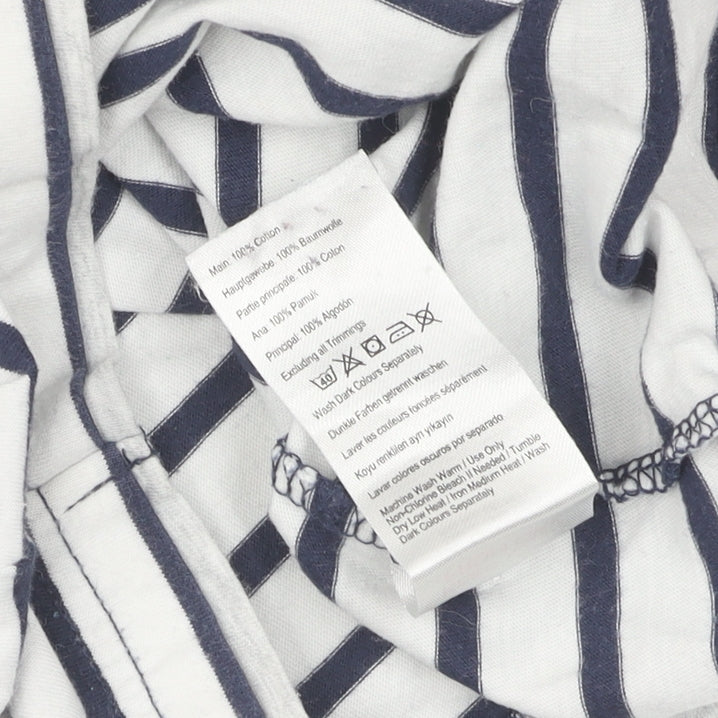 Main: 100% Cotton
Hauptgewebe: 100% Baumwolle
Partie principale: 100% Coton
Ana: 100% Pamuk
Principal: 100% Algodón
Excluding all Trimmings
40
Wash Dark Colours Separately
Dunkle Farben getrennt waschen
Laver les couleurs foncées séparément
Koyu renklileri ayrı yıkayın
Lavar colores oscuros por separado
Machine Wash Warm / Use Only
Non-Chlorine Bleach If Needed / Tumble
Dry Low Heat / Iron Medium Heat / Wash
Dark Colours Separately